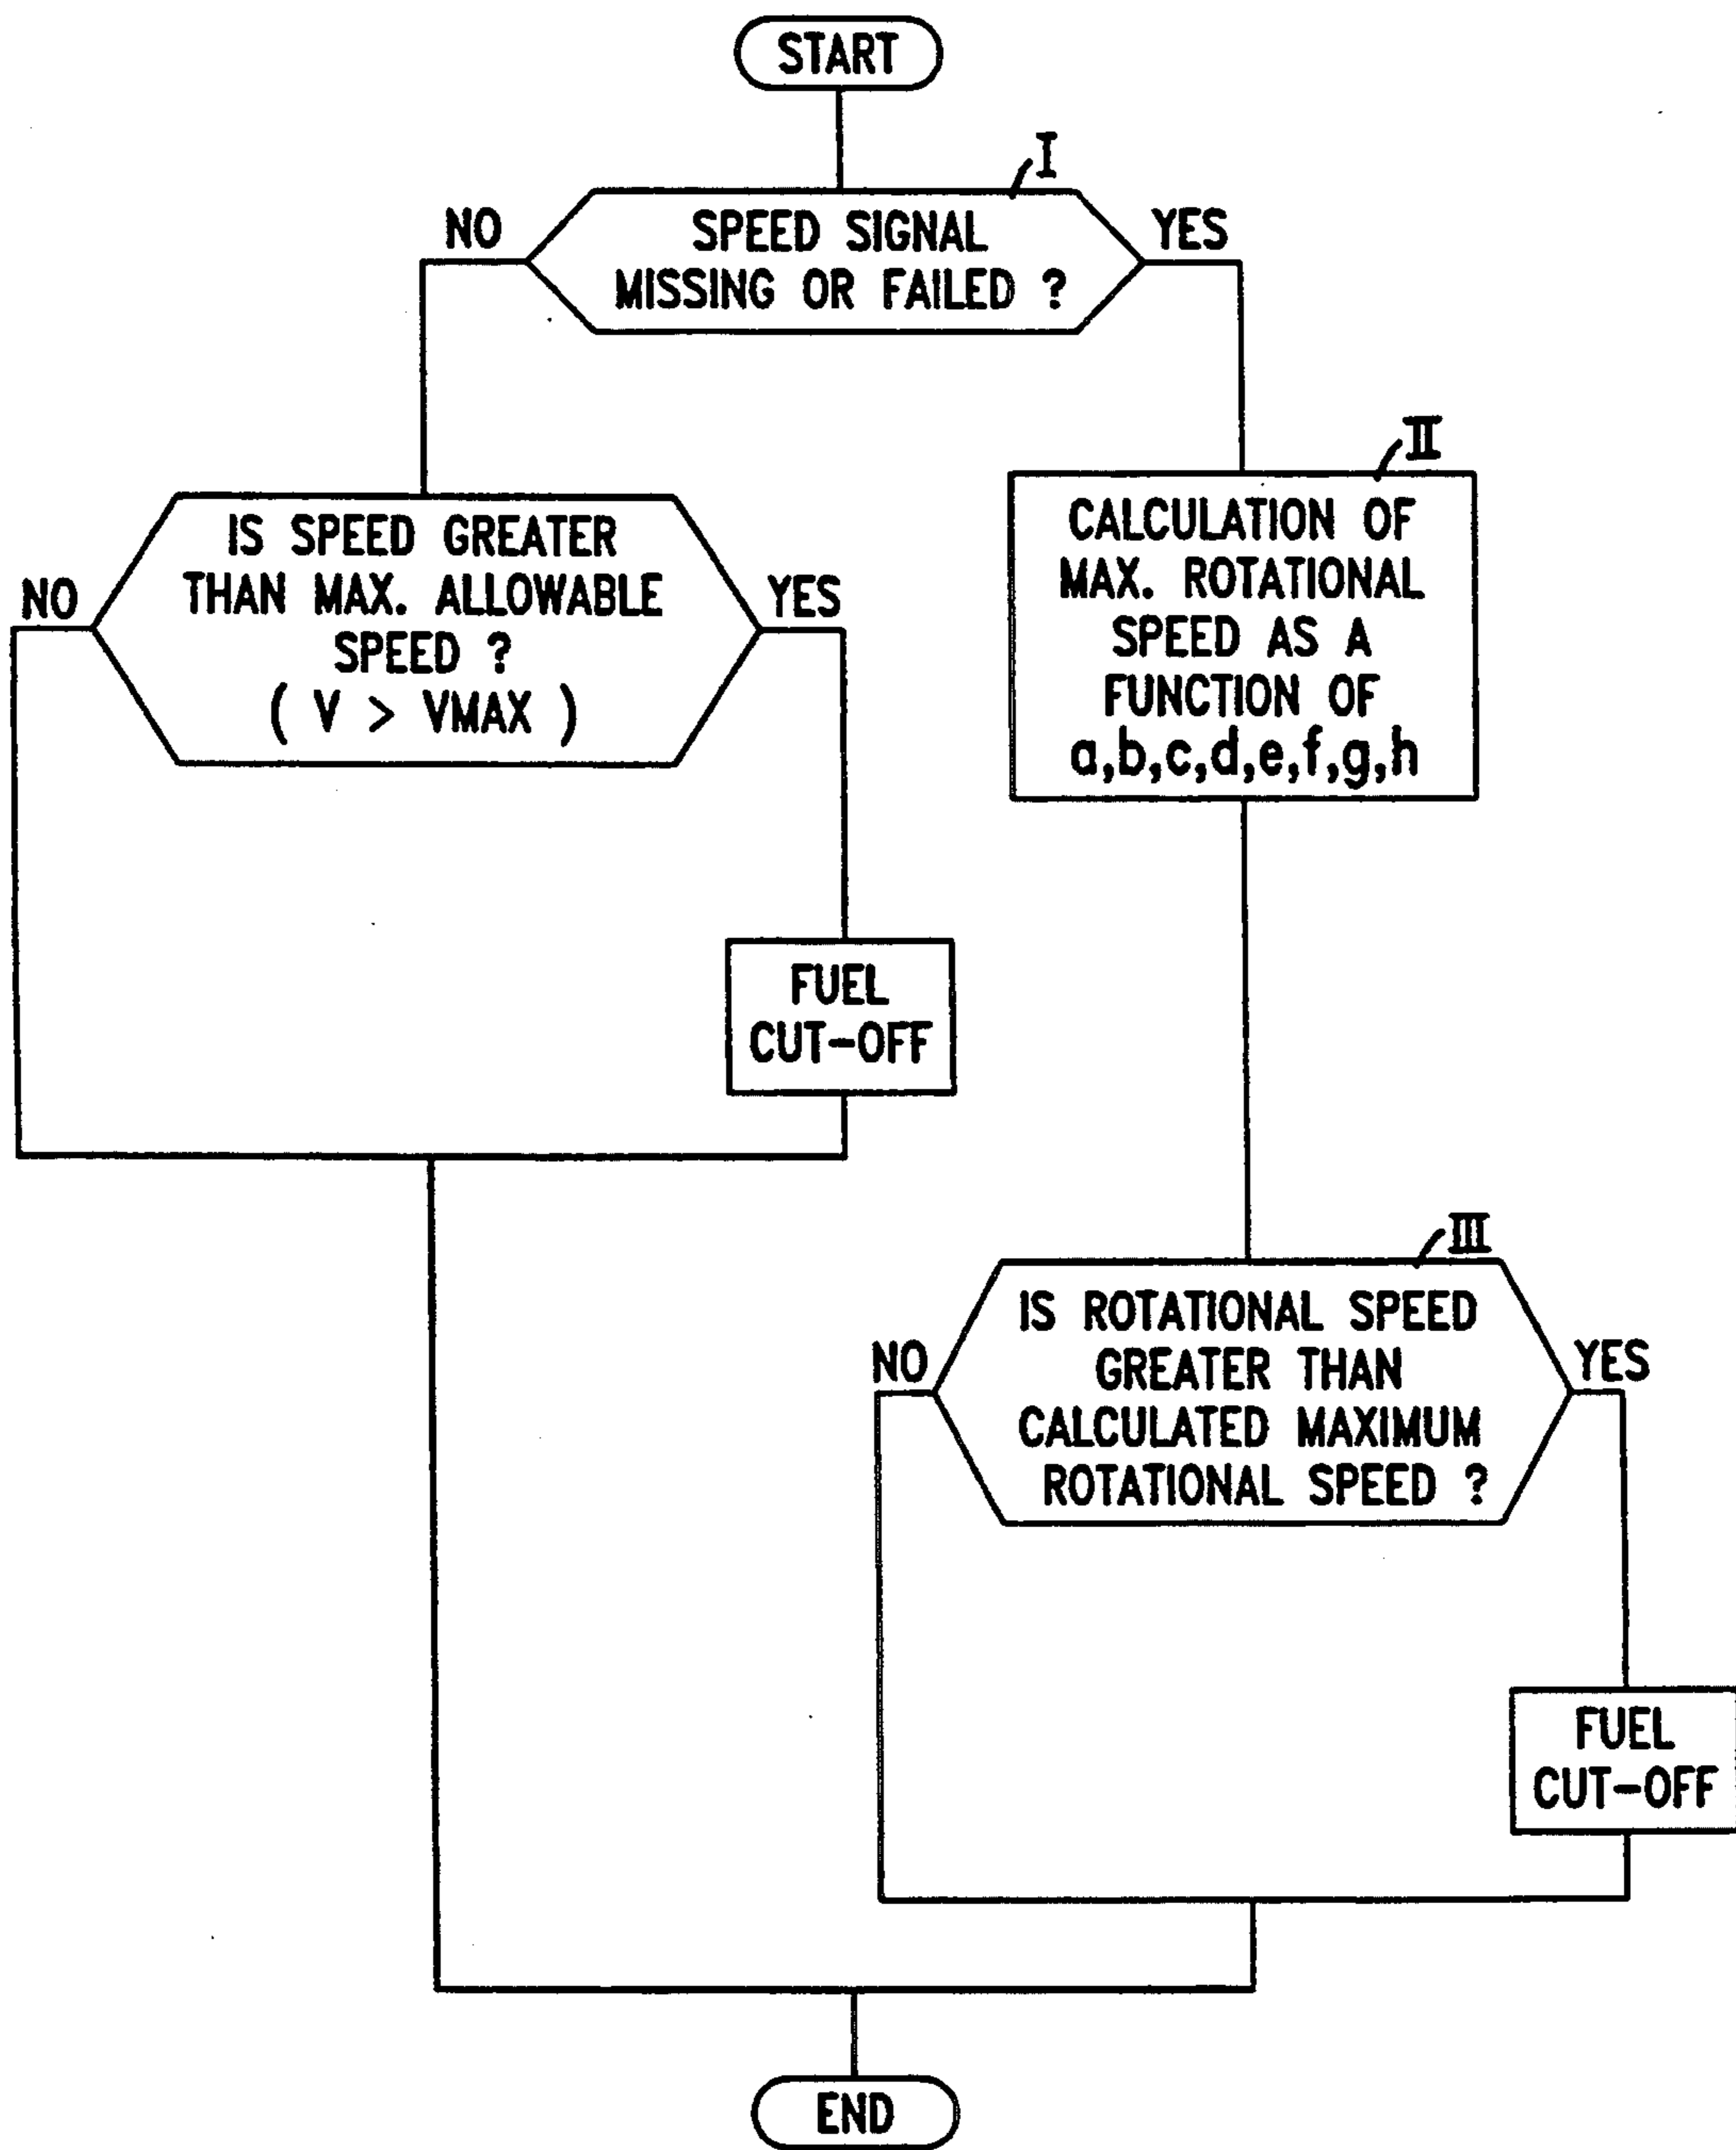 START
I
NO
SPEED SIGNAL
MISSING OR FAILED ?
YES
NO
IS SPEED GREATER
THAN MAX. ALLOWABLE
SPEED ?
( V > VMAX )
YES
II
CALCULATION OF
MAX. ROTATIONAL
SPEED AS A
FUNCTION OF
a,b,c,d,e,f,g,h
FUEL
CUT-OFF
III
NO
IS ROTATIONAL SPEED
GREATER THAN
CALCULATED MAXIMUM
ROTATIONAL SPEED ?
YES
FUEL
CUT-OFF
END